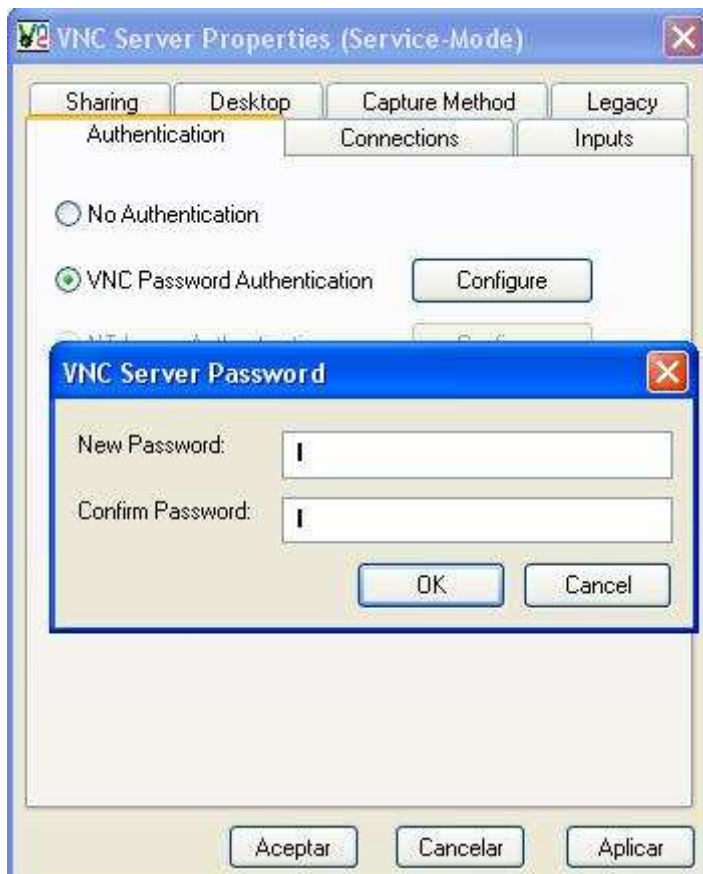 VNC Server Properties (Service-Mode)
Sharing Desktop Capture Method Legacy
Authentication Connections Inputs
No Authentication
VNC Password Authentication Configure
VNC Server Password
New Password:
Confirm Password:
OK Cancel
Aceptar Cancelar Aplicar